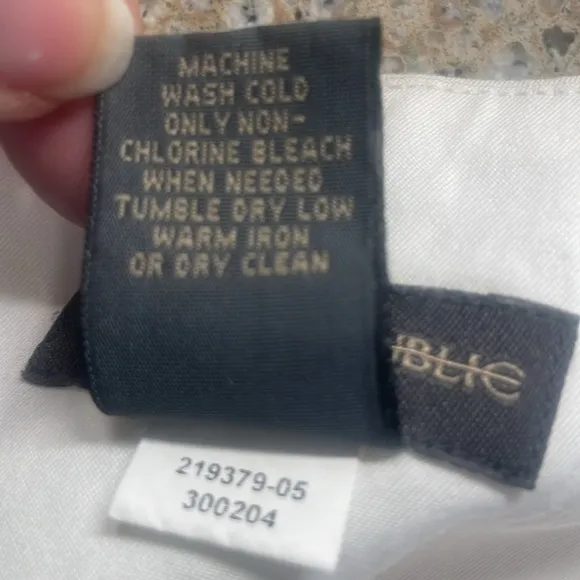 MACHINE
WASH COLD
ONLY NON-
CHLORINE BLEACH
WHEN NEEDED
TUMBLE DRY LOW
WARM IRON
OR DRY CLEAN
UBLIC
219379-05
300204